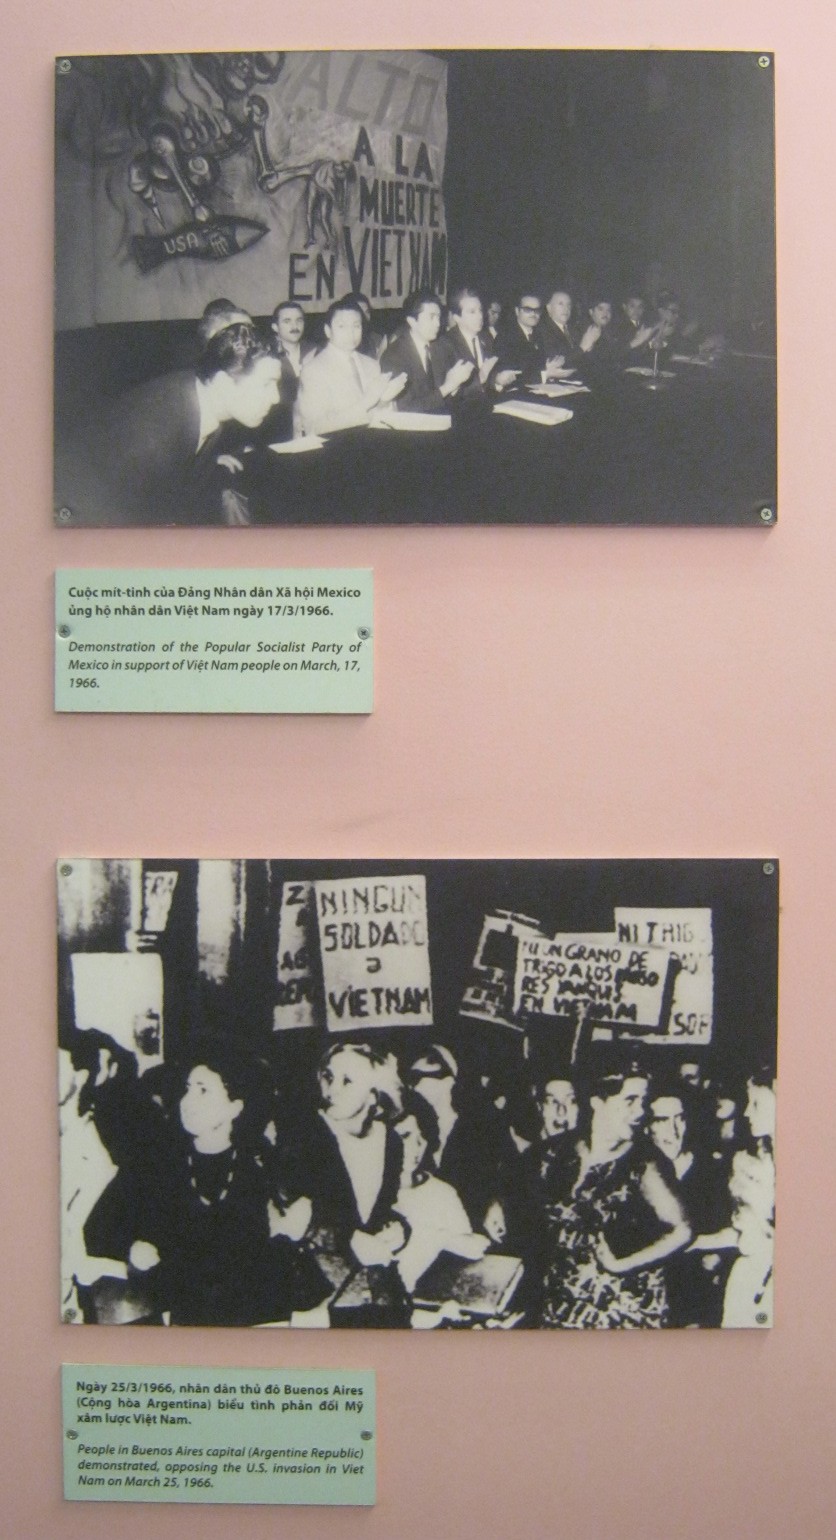 ALTO
A LA
MUERTE
EN VIETNAM
USA
Cuộc mít-tinh của Đảng Nhân dân Xã hội Mexico
ủng hộ nhân dân Việt Nam ngày 17/3/1966.
Demonstration of the Popular Socialist Party of
Mexico in support of Việt Nam people on March, 17,
1966.
NINGUN
SOLDADO
a
VIETNAM
NI UN GRANO DE
TRIGO A LOS
RES YANQUIS
EN VIETNAM
NI TRIG
SOL
Ngày 25/3/1966, nhân dân thủ đô Buenos Aires
(Cộng hòa Argentina) biểu tình phản đối Mỹ
xâm lược Việt Nam.
People in Buenos Aires capital (Argentine Republic)
demonstrated, opposing the U.S. invasion in Viet
Nam on March 25, 1966.